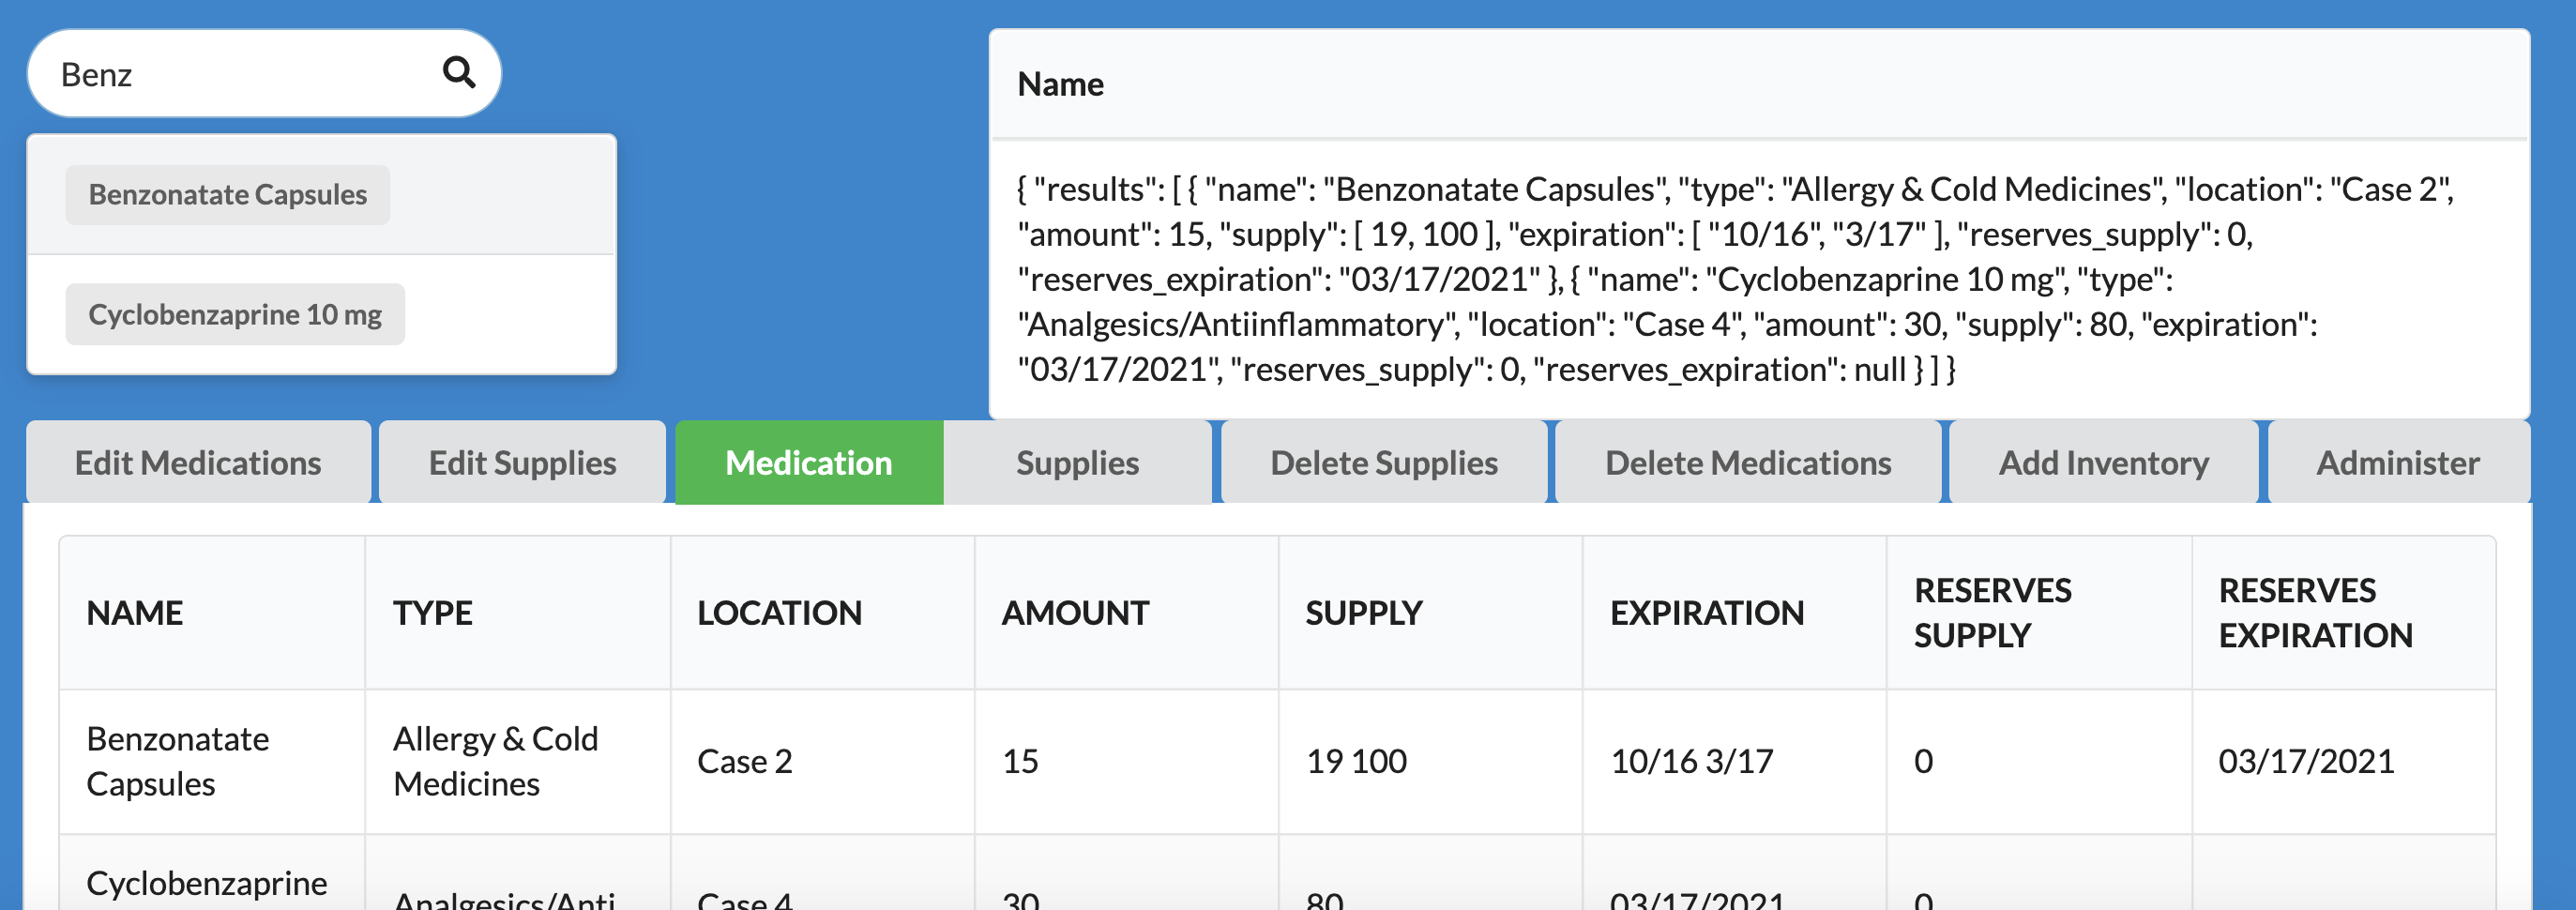 Benz
Benzonatate Capsules
Cyclobenzaprine 10 mg
Name
{ "results": [ { "name": "Benzonatate Capsules", "type": "Allergy & Cold Medicines", "location": "Case 2",
"amount": 15, "supply": [ 19, 100 ], "expiration": [ "10/16", "3/17" ], "reserves_supply": 0,
"reserves_expiration": "03/17/2021" }, { "name": "Cyclobenzaprine 10 mg", "type":
"Analgesics/Antiinflammatory", "location": "Case 4", "amount": 30, "supply": 80, "expiration":
"03/17/2021", "reserves_supply": 0, "reserves_expiration": null } ] }
Edit Medications
Edit Supplies
Medication
Supplies
Delete Supplies
Delete Medications
Add Inventory
Administer
NAME
TYPE
LOCATION
AMOUNT
SUPPLY
EXPIRATION
RESERVES
SUPPLY
RESERVES
EXPIRATION
Benzonatate
Capsules
Allergy & Cold
Medicines
Case 2
15
19 100
10/16 3/17
0
03/17/2021
Cyclobenzaprine
Analgesics/Anti
Case 4
30
80
03/17/2021
0